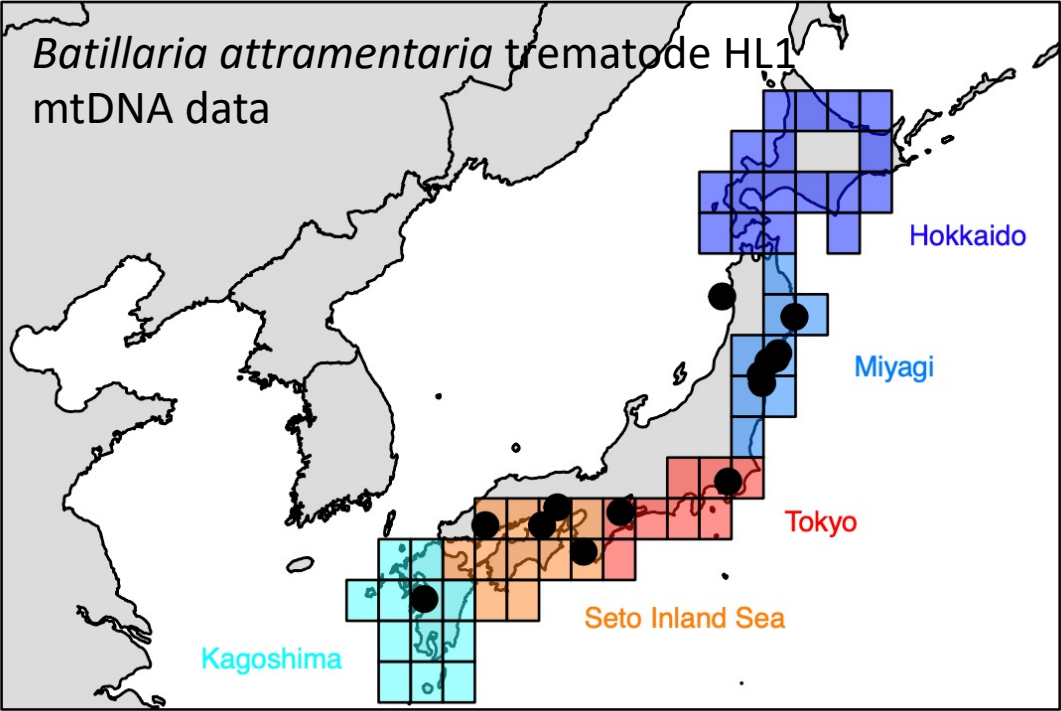 Batillaria attramentaria trematode HL1
mtDNA data
Hokkaido
Miyagi
Tokyo
Seto Inland Sea
Kagoshima